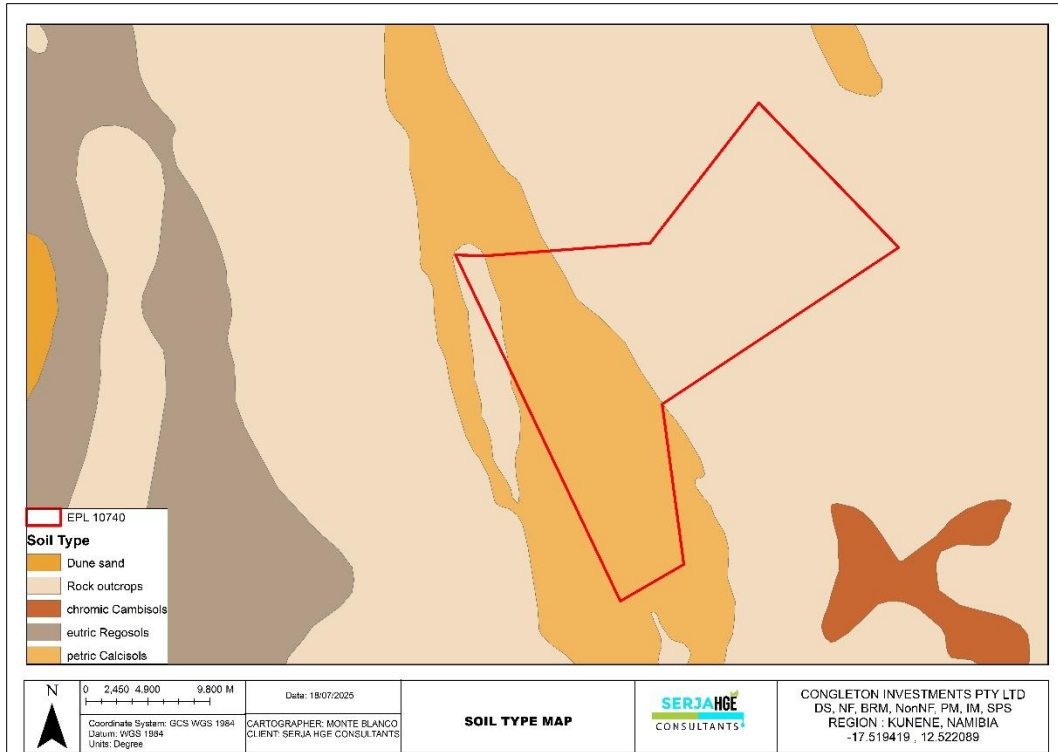 EPL 10740
Soil Type
Dune sand
Rock outcrops
chromic Cambisols
eutric Regosols
petric Calcisols
N
0 2,450 4,900 9,800 M
Coordinate System: GCS WGS 1984
Datum: WGS 1984
Units: Degree
Date: 18/07/2025
CARTOGRAPHER: MONTE BLANCO
CLIENT: SERJA HGE CONSULTANTS
SOIL TYPE MAP
SERJA HGE
CONSULTANTS
CONGLETON INVESTMENTS PTY LTD
DS, NF, BRM, NonNF, PM, IM, SPS
REGION : KUNENE, NAMIBIA
-17.519419 , 12.522089